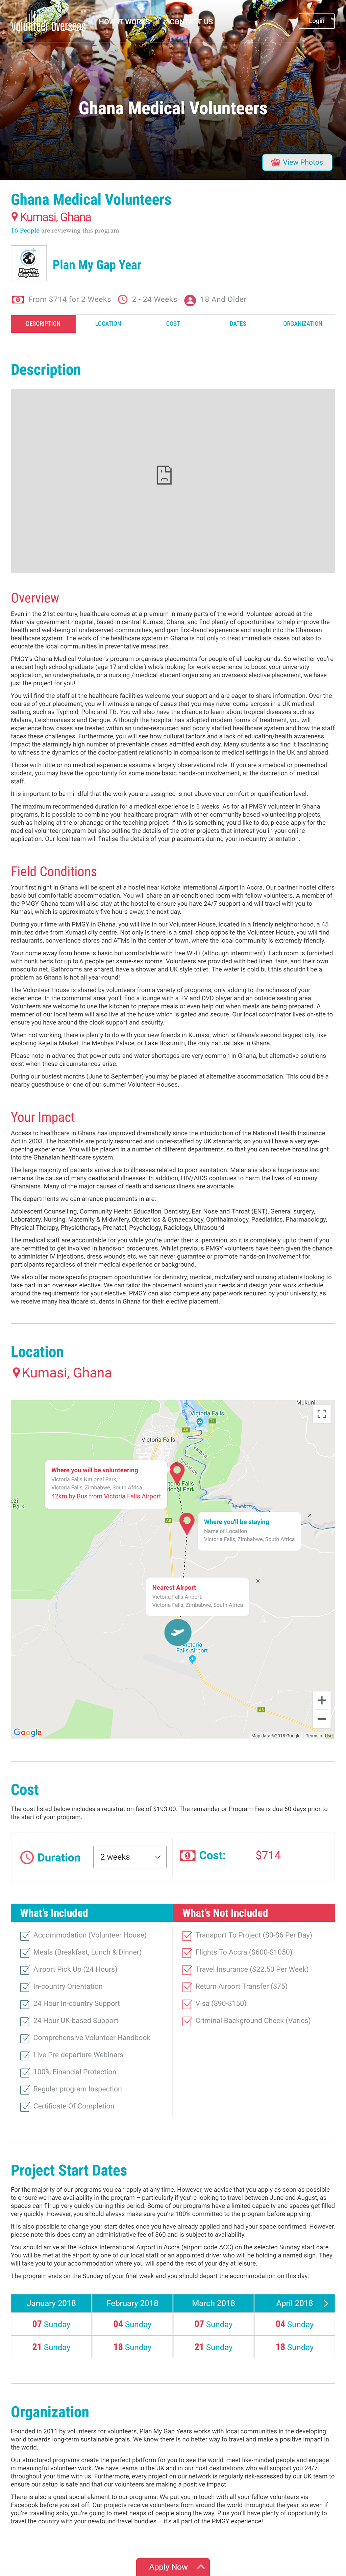 volunteer overseas
HOW IT WORKS
CONTACT US
Login
Ghana Medical Volunteers
View Photos
Ghana Medical Volunteers
Kumasi, Ghana
16 People are reviewing this program
Plan My Gap Year
Plan My Gap Year
From $714 for 2 Weeks
2 - 24 Weeks
18 And Older
DESCRIPTION
LOCATION
COST
DATES
ORGANIZATION
Description
Overview
Even in the 21st century, healthcare comes at a premium in many parts of the world. Volunteer abroad at the
Manhyia government hospital, based in central Kumasi, Ghana, and find plenty of opportunities to help improve the
health and well-being of underserved communities, and gain first-hand experience and insight into the Ghanaian
healthcare system. The work of the healthcare system in Ghana is not only to treat immediate cases but also to
educate the local communities in preventative measures.
PMGY's Ghana Medical Volunteer's program organises placements for people of all backgrounds. So whether you're
a recent high school graduate (age 17 and older) who's looking for work experience to boost your university
application, an undergraduate, or a nursing / medical student organising an overseas elective placement, we have
just the project for you!
You will find the staff at the healthcare facilities welcome your support and are eager to share information. Over the
course of your placement, you will witness a range of cases that you may never come across in a UK medical
setting, such as Typhoid, Polio and TB. You will also have the chance to learn about tropical diseases such as
Malaria, Leishmaniasis and Dengue. Although the hospital has modern forms of treatment, you will
experience how cases are treated within an under-resourced and poorly staffed healthcare system and how the staff
faces these challenges. Furthermore, you will see how cultural factors and a lack of education/health awareness
impact the alarmingly high number of preventable cases admitted each day. Many students also find it fascinating
to witness the dynamics of the doctor-patient relationship compared to medical settings in the UK and abroad.
Those with little or no medical experience assume a largely observational role. If you are a medical or pre-medical
student, you may have the opportunity for some more basic hands-on involvement, at the discretion of medical
staff.
It is important to be mindful that the work you are assigned is not above your comfort or qualification level.
The maximum recommended duration for a medical experience is 6 weeks. As for all PMGY volunteer in Ghana
programs, it is possible to combine your healthcare program with other community based volunteering projects,
such as helping at the orphanage or the teaching project. If this is something you'd like to do, please apply for the
medical volunteer program but also outline the details of the other projects that interest you in your online
application. Our local team will finalise the details of your placements during your in-country orientation.
Field Conditions
Your first night in Ghana will be spent at a hostel near Kotoka International Airport in Accra. Our partner hostel offers
basic but comfortable accommodation. You will share an air-conditioned room with fellow volunteers. A member of
the PMGY Ghana team will also stay at the hostel to ensure you have 24/7 support and will travel with you to
Kumasi, which is approximately five hours away, the next day.
During your time with PMGY in Ghana, you will live in our Volunteer House, located in a friendly neighborhood, a 45
minute drive from Kumasi city centre. Not only is there is a small shop opposite the Volunteer House, you will find
restaurants, convenience stores and ATMs in the center of town, where the local community is extremely friendly.
Your home away from home is basic but comfortable with free Wi-Fi (although intermittent). Each room is furnished
with bunk beds for up to 6 people per same-sex room. Volunteers are provided with bed linen, fans, and their own
mosquito net. Bathrooms are shared, with a shower and UK style toilet. The water is cold but this shouldn't be a
problem as Ghana is not all year hot!
The Volunteer House is shared by volunteers from a variety of programs, only adding to the richness of your
experience. In the communal area, you'll find a lounge with a TV and DVD player and an outside seating area.
Volunteers are welcome to use the kitchen to prepare meals or even help out when dinner is being prepared. A
member of our local team will also live at the house which is gated and secure. Our local coordinator lives on-site to
ensure you have around the clock support and security.
When not working, there is plenty to do with your new friends in Kumasi, which is Ghana's second biggest city, like
exploring Kejetia Market, the Menhya Palace, or Lake Bosumtri, the only natural lake in Ghana.
Please note in advance that power cuts and water shortages are very common in Ghana, but alternative solutions
exist when these circumstances arise.
During our busiest months (June to September) you may be placed at alternative accommodation. This could be a
nearby guesthouse or one of our summer Volunteer Houses.
Your Impact
Access to healthcare in Ghana has improved dramatically since the introduction of the National Health Insurance
Act in 2003. The hospitals are poorly resourced and under-staffed by UK standards, so you will have a very eye-
opening experience. You will be placed in a number of different departments, so that you can receive broad insight
into the Ghanaian healthcare system.
The large majority of patients arrive due to illnesses related to poor sanitation. Malaria is also a huge issue and
remains the cause of many deaths and illnesses. In addition, HIV/AIDS continues to harm the lives of so many
Ghanaians. Many of the major causes of death and serious illness are avoidable.
The departments we can arrange placements in are:
Adolescent Counselling, Community Health Education, Dentistry, Ear, Nose and Throat (ENT), General surgery,
Laboratory, Nursing, Maternity & Midwifery, Obstetrics & Gynaecology, Ophthalmology, Paediatrics, Pharmacology,
Physical Therapy, Physiotherapy, Prenatal, Psychology, Radiology, Ultrasound
The medical staff are accountable for you while you're under their supervision, so it is completely up to them if you
are permitted to get involved in hands-on procedures. Whilst previous PMGY volunteers have been given the chance
to administer IV injections, dress wounds etc, we can never guarantee or promote hands-on involvement for
participants regardless of their medical experience or background.
We also offer more specific program opportunities for dentistry, medical, midwifery and nursing students looking to
take part in an overseas elective. We can tailor the placement around your needs and design your work schedule
around the requirements for your elective. PMGY can also complete any paperwork required by your university, as
we receive many healthcare students in Ghana for their elective placement.
Location
Kumasi, Ghana
Mukuni
Victoria Falls
Victoria Falls
Where you will be volunteering
Victoria Falls National Park,
Victoria Falls, Zimbabwe, South Africa
42km by Bus from Victoria Falls Airport
Where you'll be staying
Name of Location
Victoria Falls, Zimbabwe, South Africa
Nearest Airport
Victoria Falls Airport,
Victoria Falls, Zimbabwe, South Africa
Victoria
Falls Airport
Google
Map data ©2018 Google
Terms of Use
Cost
The cost listed below includes a registration fee of $193.00. The remainder or Program Fee is due 60 days prior to
the start of your program.
Duration
2 weeks
Cost:
$714
What's Included
What's Not Included
Accommodation (Volunteer House)
Meals (Breakfast, Lunch & Dinner)
Airport Pick Up (24 Hours)
In-country Orientation
24 Hour In-country Support
24 Hour UK-based Support
Comprehensive Volunteer Handbook
Live Pre-departure Webinars
100% Financial Protection
Regular program Inspection
Certificate Of Completion
Transport To Project ($0-$6 Per Day)
Flights To Accra ($600-$1050)
Travel Insurance ($22.50 Per Week)
Return Airport Transfer ($75)
Visa ($90-$150)
Criminal Background Check (Varies)
Project Start Dates
For the majority of our programs you can apply at any time. However, we advise that you apply as soon as possible
to ensure we have availability in the program – particularly if you're looking to travel between June and August, as
spaces can fill up very quickly during this period. Some of our programs have a limited capacity and spaces get filled
very quickly. However, you should always make sure you're 100% committed to the program before applying.
It is also possible to change your start dates once you have already applied and had your space confirmed. However,
please note this does carry an administrative fee of $60 and is subject to availability.
You should arrive at the Kotoka International Airport in Accra (airport code ACC) on the selected Sunday start date.
You will be met at the airport by one of our local staff or an appointed driver who will be holding a named sign. They
will take you to your accommodation where you will spend the rest of your day at leisure.
The program ends on the Sunday of your final week and you should depart the accommodation on this day.
January 2018
February 2018
March 2018
April 2018
07 Sunday
04 Sunday
07 Sunday
04 Sunday
21 Sunday
18 Sunday
21 Sunday
18 Sunday
Organization
Founded in 2011 by volunteers for volunteers, Plan My Gap Years works with local communities in the developing
world towards long-term sustainable goals. We know there is no better way to travel and make a positive impact in
the world.
Our structured programs create the perfect platform for you to see the world, meet like-minded people and engage
in meaningful volunteer work. We have teams in the UK and in our host destinations who will support you 24/7
throughout your time with us. Furthermore, every project on our network is regularly risk-assessed by our UK team to
ensure our setup is safe and that our volunteers are making a positive impact.
There is also a great social element to our programs. We put you in touch with all your fellow volunteers via
Facebook before you set off. Our projects receive volunteers from around the world throughout the year, so even if
you're travelling solo, you're going to meet heaps of people along the way. Plus you'll have plenty of opportunity to
travel the country with your newfound travel buddies – it's all part of the PMGY experience!
Apply Now